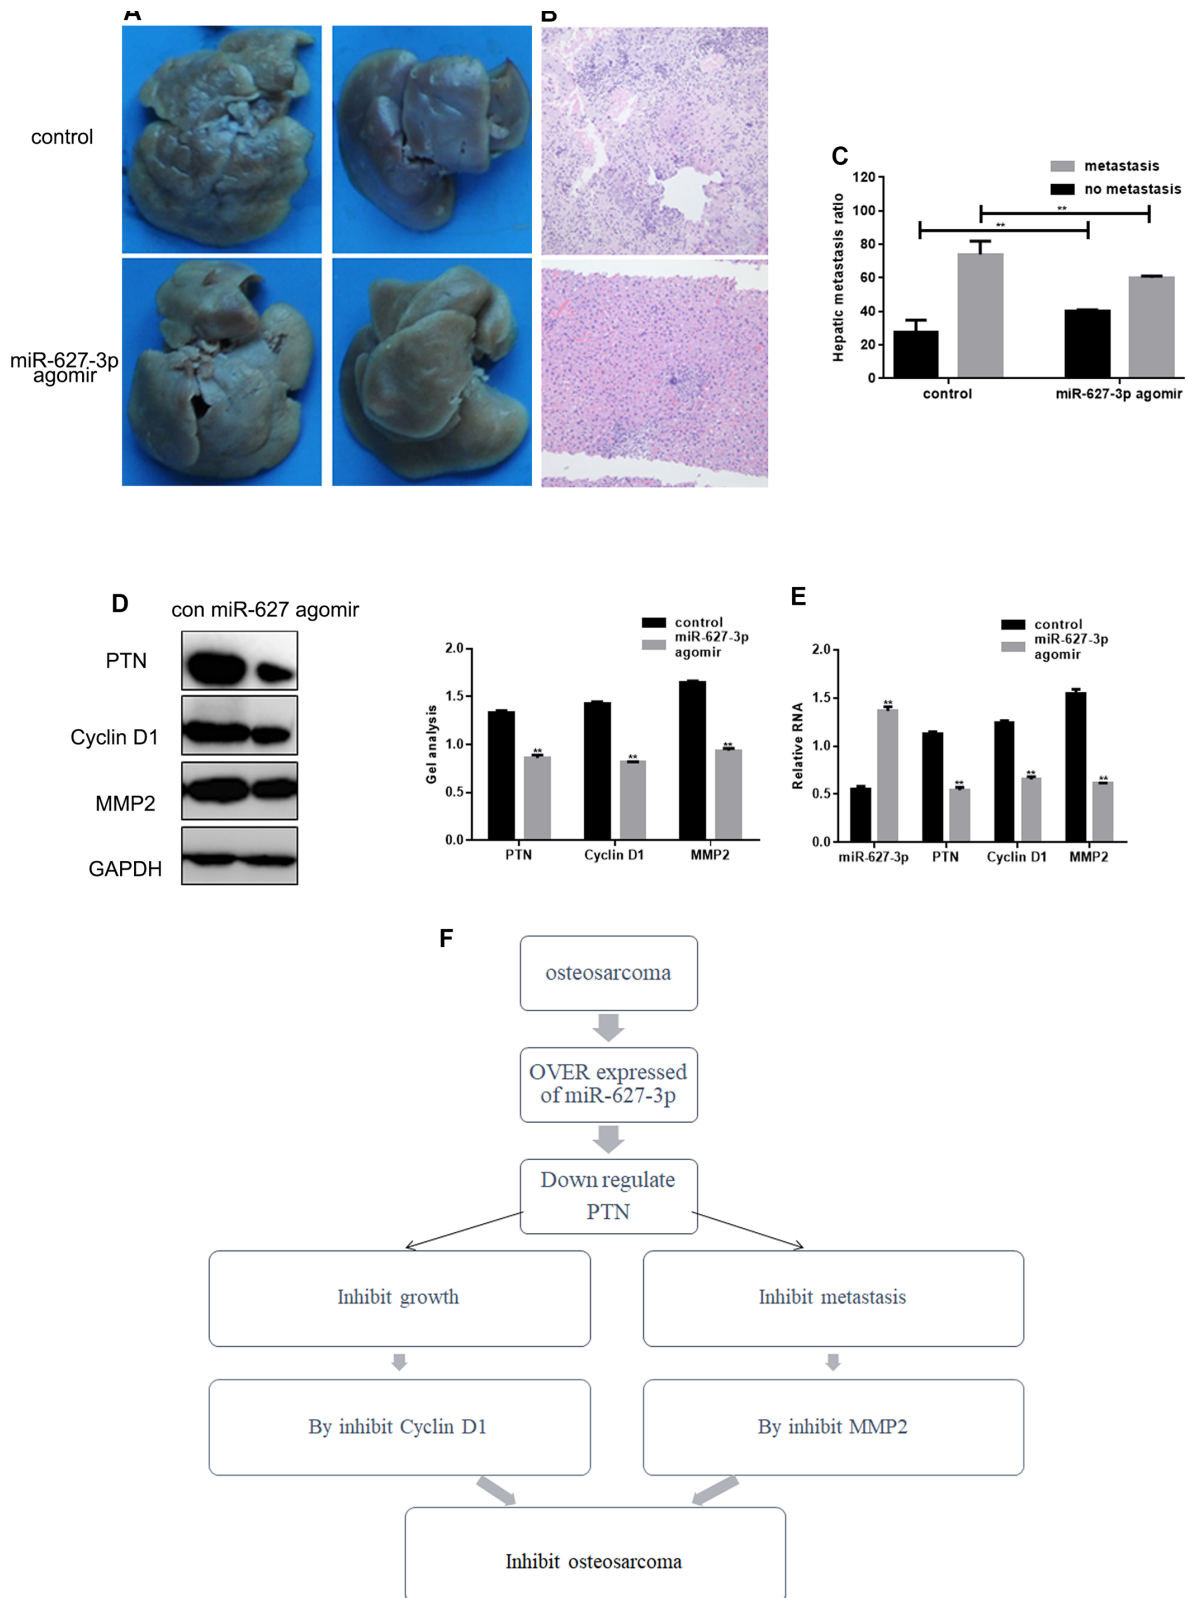 A
B
control
miR-627-3p
agomir
C
metastasis
no metastasis
Hepatic metastasis ratio
120
100
80
60
40
20
0
**
**
control
miR-627-3p agomir
D
con miR-627 agomir
PTN
Cyclin D1
MMP2
GAPDH
control
miR-627-3p
agomir
Gel analysis
2.0
1.5
1.0
0.5
0.0
**
**
**
PTN
Cyclin D1
MMP2
E
control
miR-627-3p
agomir
Relative RNA
2.0
1.5
1.0
0.5
0.0
**
**
**
**
miR-627-3p
PTN
Cyclin D1
MMP2
F
osteosarcoma
OVER expressed
of miR-627-3p
Down regulate
PTN
Inhibit growth
Inhibit metastasis
By inhibit Cyclin D1
By inhibit MMP2
Inhibit osteosarcoma